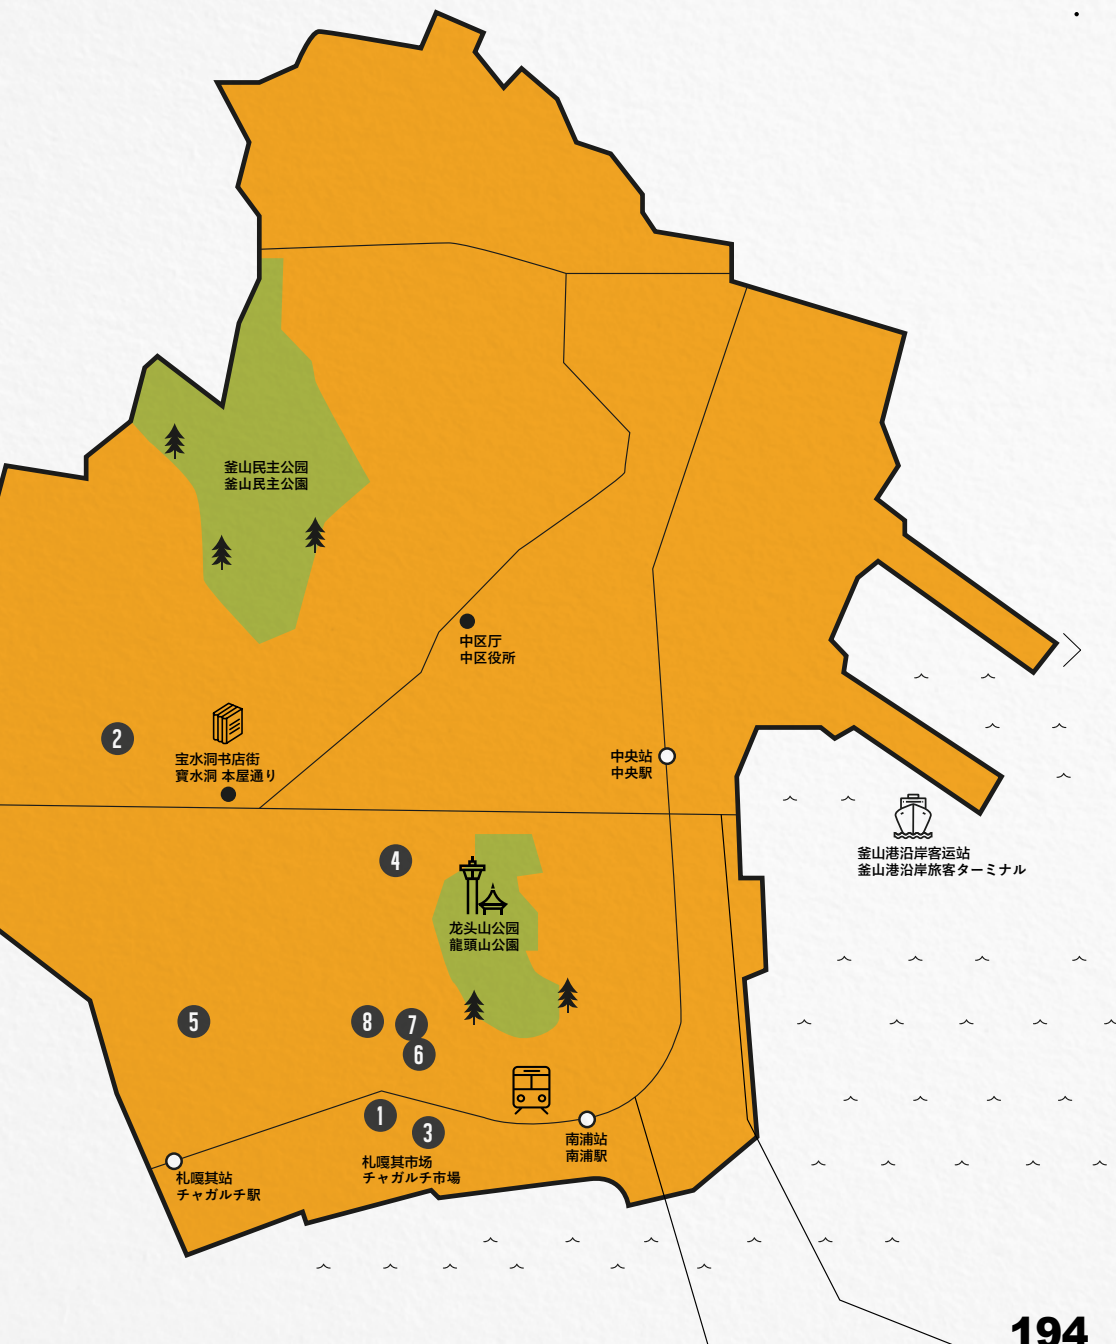 釜山民主公园
釜山民主公園
中区厅
中区役所
2
宝水洞书店街
寶水洞 本屋通り
中央站
中央駅
釜山港沿岸客运站
釜山港沿岸旅客ターミナル
4
龙头山公园
龍頭山公園
5
8
7
6
1
3
南浦站
南浦駅
札嘎其市场
チャガルチ市場
札嘎其站
チャガルチ駅
194